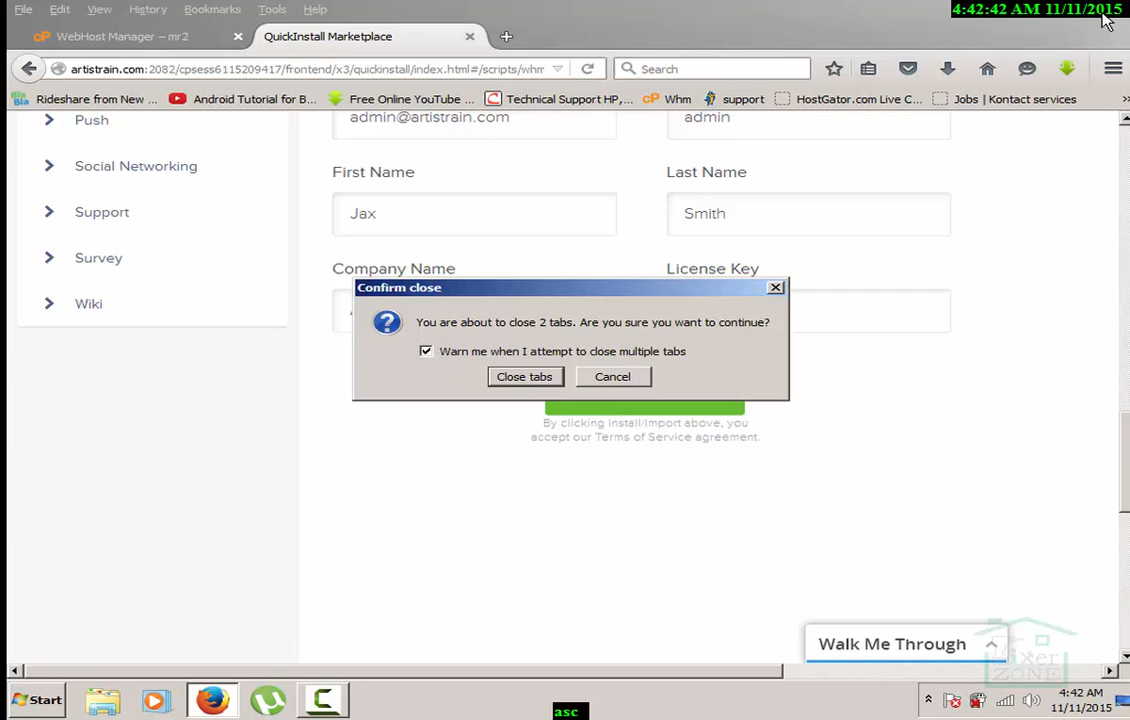 File Edit View History Bookmarks Tools Help
4:42:42 AM 11/11/2015
WebHost Manager – mr2
QuickInstall Marketplace
artistrain.com:2082/cpsess6115209417/frontend/x3/quickinstall/index.html#/scripts/whm
Search
Rideshare from New ... Android Tutorial for B... Free Online YouTube ... Technical Support HP,... Whm support HostGator.com Live C... Jobs | Kontact services
Push
admin@artistrain.com
admin
Social Networking
First Name
Last Name
Support
Jax
Smith
Survey
Company Name
License Key
Wiki
Confirm close
You are about to close 2 tabs. Are you sure you want to continue?
Warn me when I attempt to close multiple tabs
Close tabs
Cancel
By clicking Install/Import above, you
accept our Terms of Service agreement.
Walk Me Through
ZONE
Start
4:42 AM
11/11/2015
asc